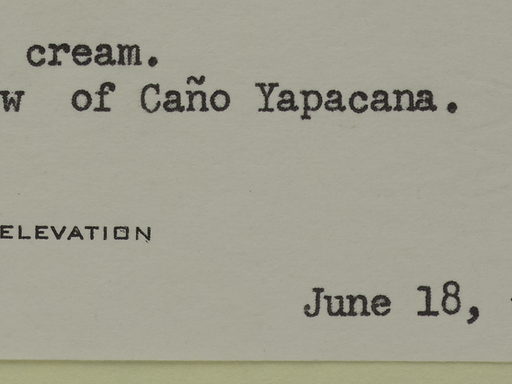 cream.
w of Caño Yapacana.
ELEVATION
June 18,